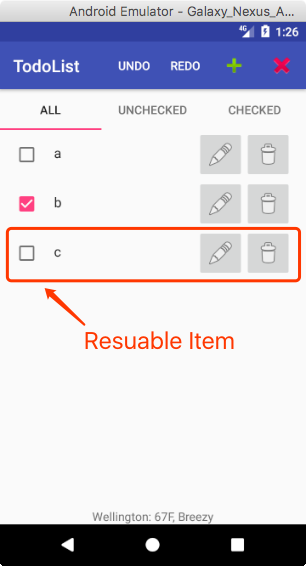 Android Emulator - Galaxy_Nexus_A...
4G 1:26
TodoList UNDO REDO
ALL UNCHECKED CHECKED
a
b
c
Resuable Item
Wellington: 67F, Breezy